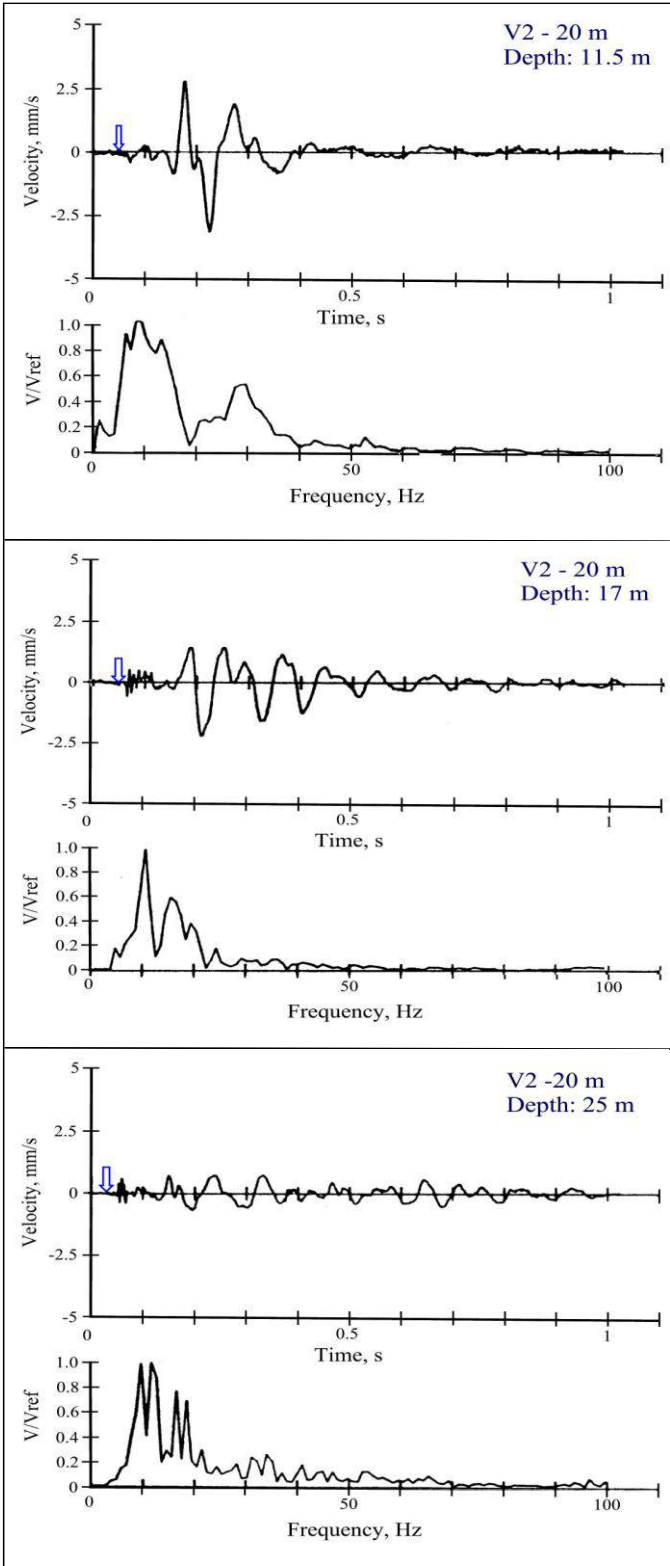 V2 - 20 m
Depth: 11.5 m
Velocity, mm/s
5
2.5
0
-2.5
-5
0
0.5
1
Time, s
V/Vref
1.0
0.8
0.6
0.4
0.2
0
0
50
100
Frequency, Hz
V2 - 20 m
Depth: 17 m
Velocity, mm/s
5
2.5
0
-2.5
-5
0
0.5
1
Time, s
V/Vref
1.0
0.8
0.6
0.4
0.2
0
0
50
100
Frequency, Hz
V2 -20 m
Depth: 25 m
Velocity, mm/s
5
2.5
0
-2.5
-5
0
0.5
1
Time, s
V/Vref
1.0
0.8
0.6
0.4
0.2
0
0
50
100
Frequency, Hz